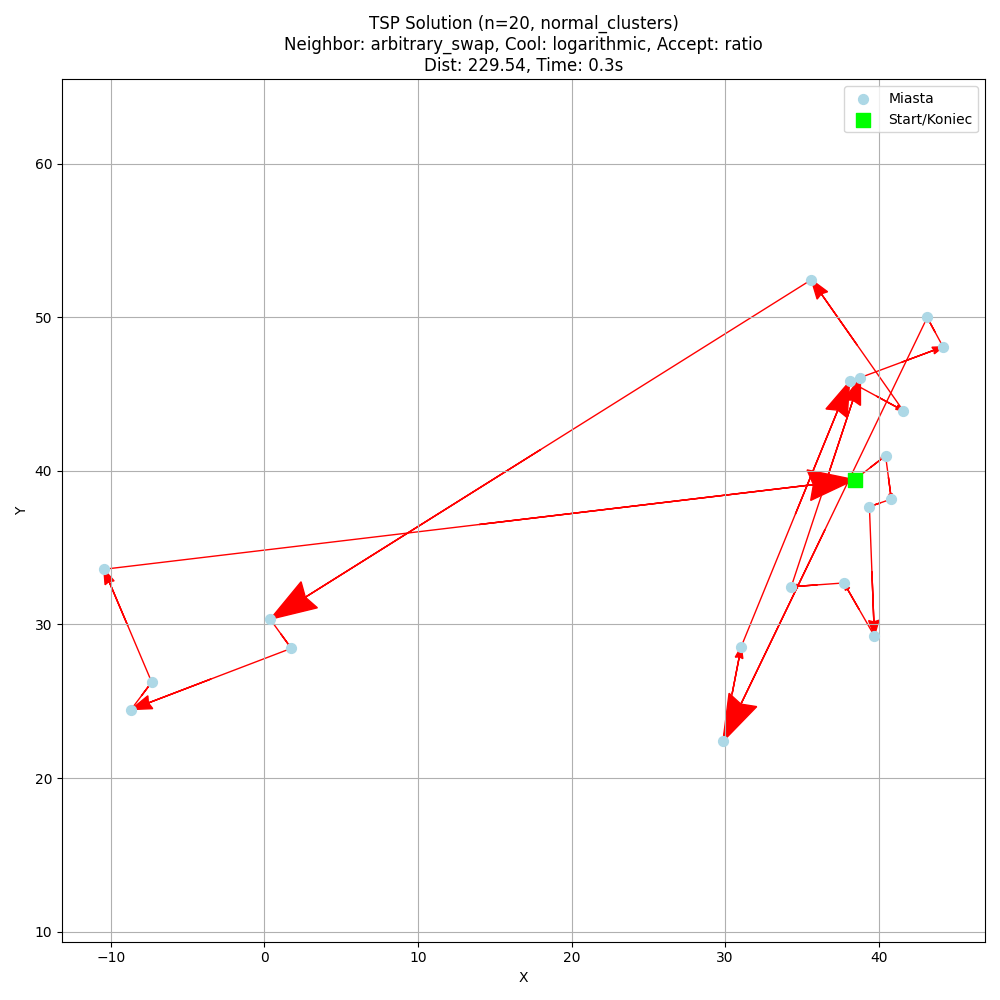 TSP Solution (n=20, normal_clusters)
Neighbor: arbitrary_swap, Cool: logarithmic, Accept: ratio
Dist: 229.54, Time: 0.3s
Miasta
Start/Koniec
60
50
40
30
20
10
Y
−10 0 10 20 30 40
X